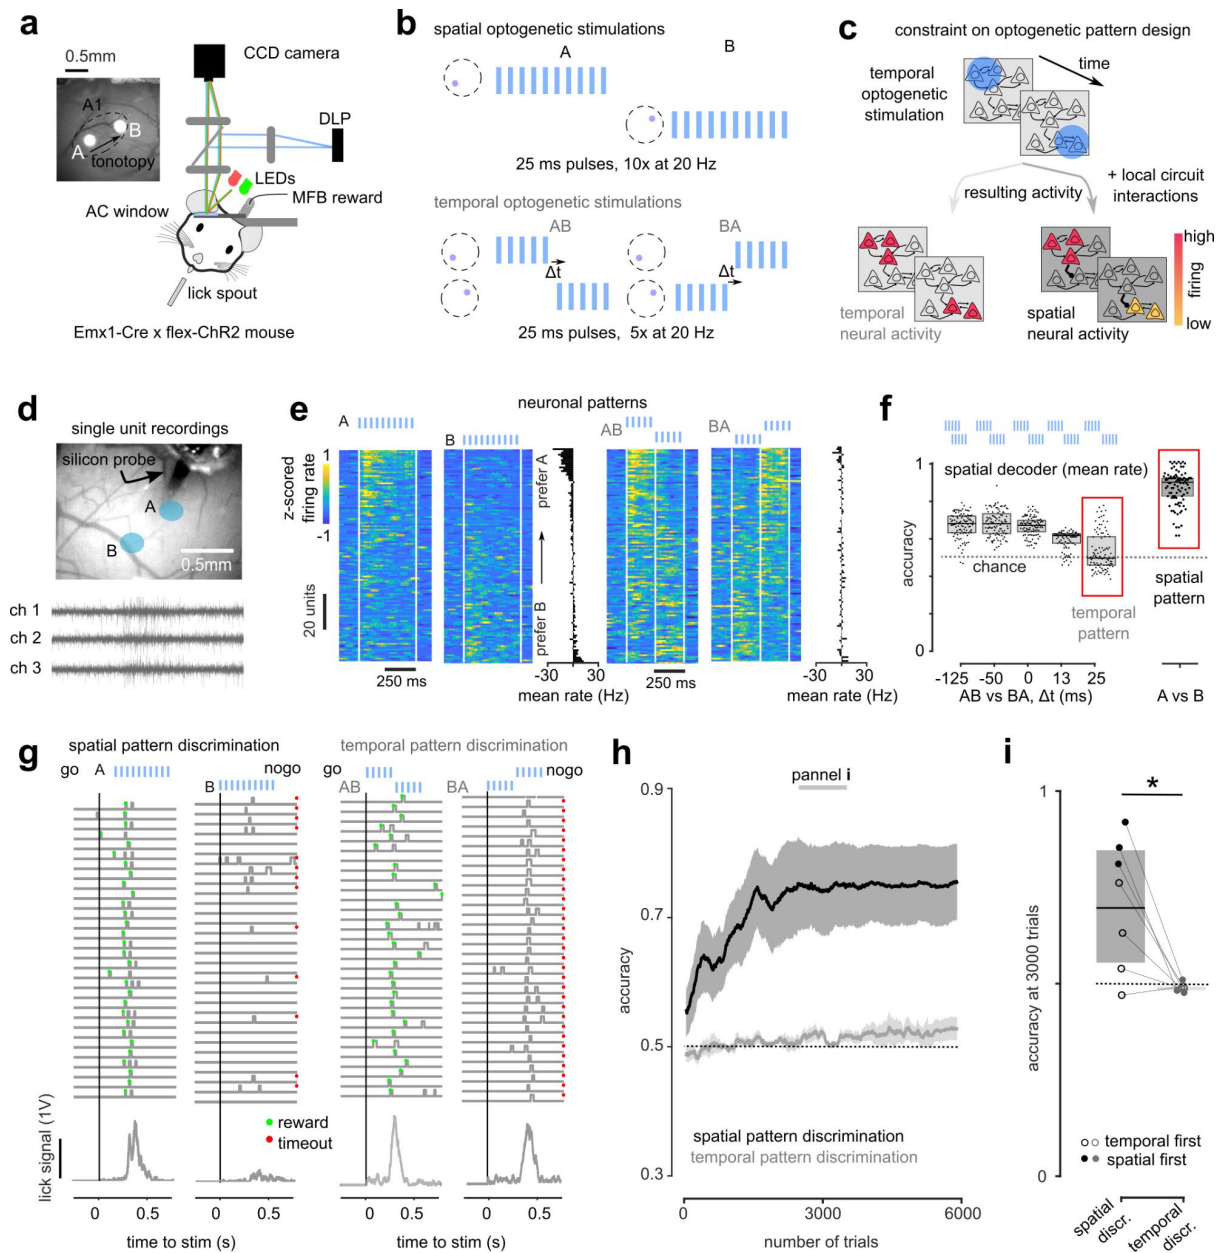 a
0.5mm
CCD camera
A1
B
A
tonotopy
DLP
LEDs
MFB reward
AC window
lick spout
Emx1-Cre x flex-ChR2 mouse
b
spatial optogenetic stimulations
A
B
25 ms pulses, 10x at 20 Hz
temporal optogenetic stimulations
AB
BA
Δt
Δt
25 ms pulses, 5x at 20 Hz
c
constraint on optogenetic pattern design
temporal
optogenetic
stimulation
time
resulting activity
+ local circuit
interactions
high
firing
low
temporal
neural activity
spatial
neural activity
d
single unit recordings
silicon probe
A
B
0.5mm
ch 1
ch 2
ch 3
e
neuronal patterns
A
B
AB
BA
z-scored
firing rate
1
-1
20 units
prefer A
prefer B
250 ms
-30
30
mean rate (Hz)
250 ms
-30
30
mean rate (Hz)
f
spatial decoder (mean rate)
1
accuracy
0
chance
temporal
pattern
spatial
pattern
-125
-50
0
13
25
AB vs BA, Δt (ms)
A vs B
g
spatial pattern discrimination
temporal pattern discrimination
go
A
B
nogo
go
AB
BA
nogo
reward
timeout
lick signal (1V)
0
0.5
0
0.5
0
0.5
0
0.5
time to stim (s)
time to stim (s)
time to stim (s)
time to stim (s)
h
pannel i
0.9
0.7
0.5
0.3
accuracy
spatial pattern discrimination
temporal pattern discrimination
0
3000
6000
number of trials
i
*
1
accuracy at 3000 trials
0
temporal first
spatial first
spatial
discr.
temporal
discr.